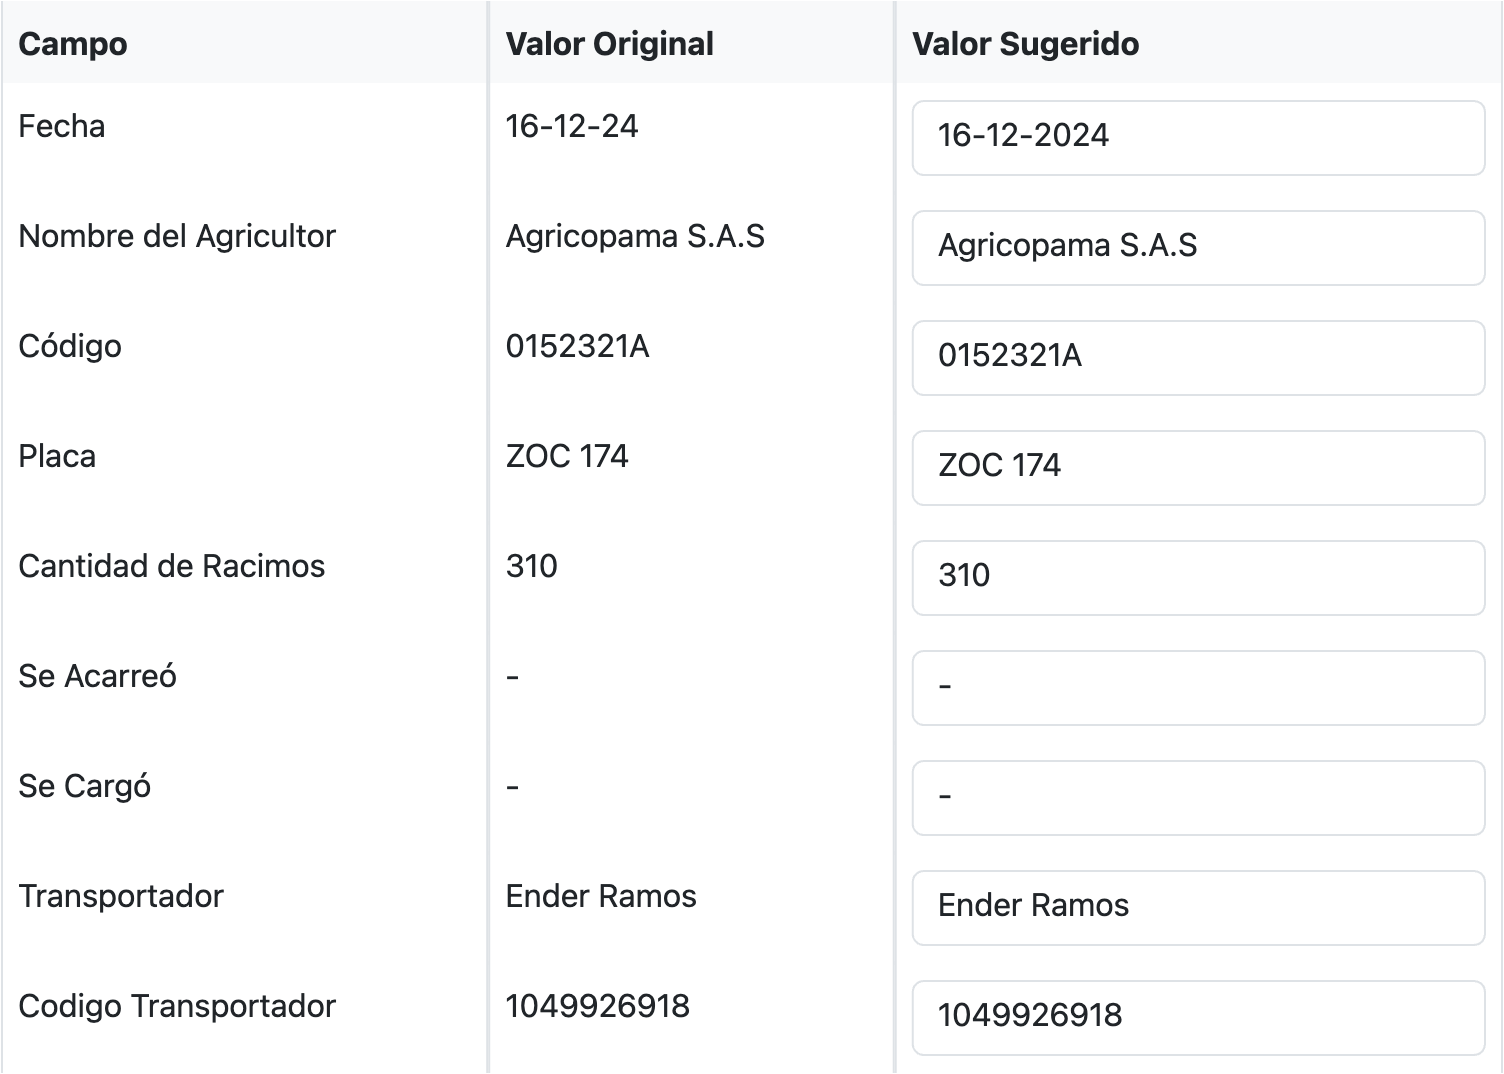 Campo Valor Original Valor Sugerido
Fecha 16-12-24 16-12-2024
Nombre del Agricultor Agricopama S.A.S Agricopama S.A.S
Código 0152321A 0152321A
Placa ZOC 174 ZOC 174
Cantidad de Racimos 310 310
Se Acarreó - -
Se Cargó - -
Transportador Ender Ramos Ender Ramos
Codigo Transportador 1049926918 1049926918